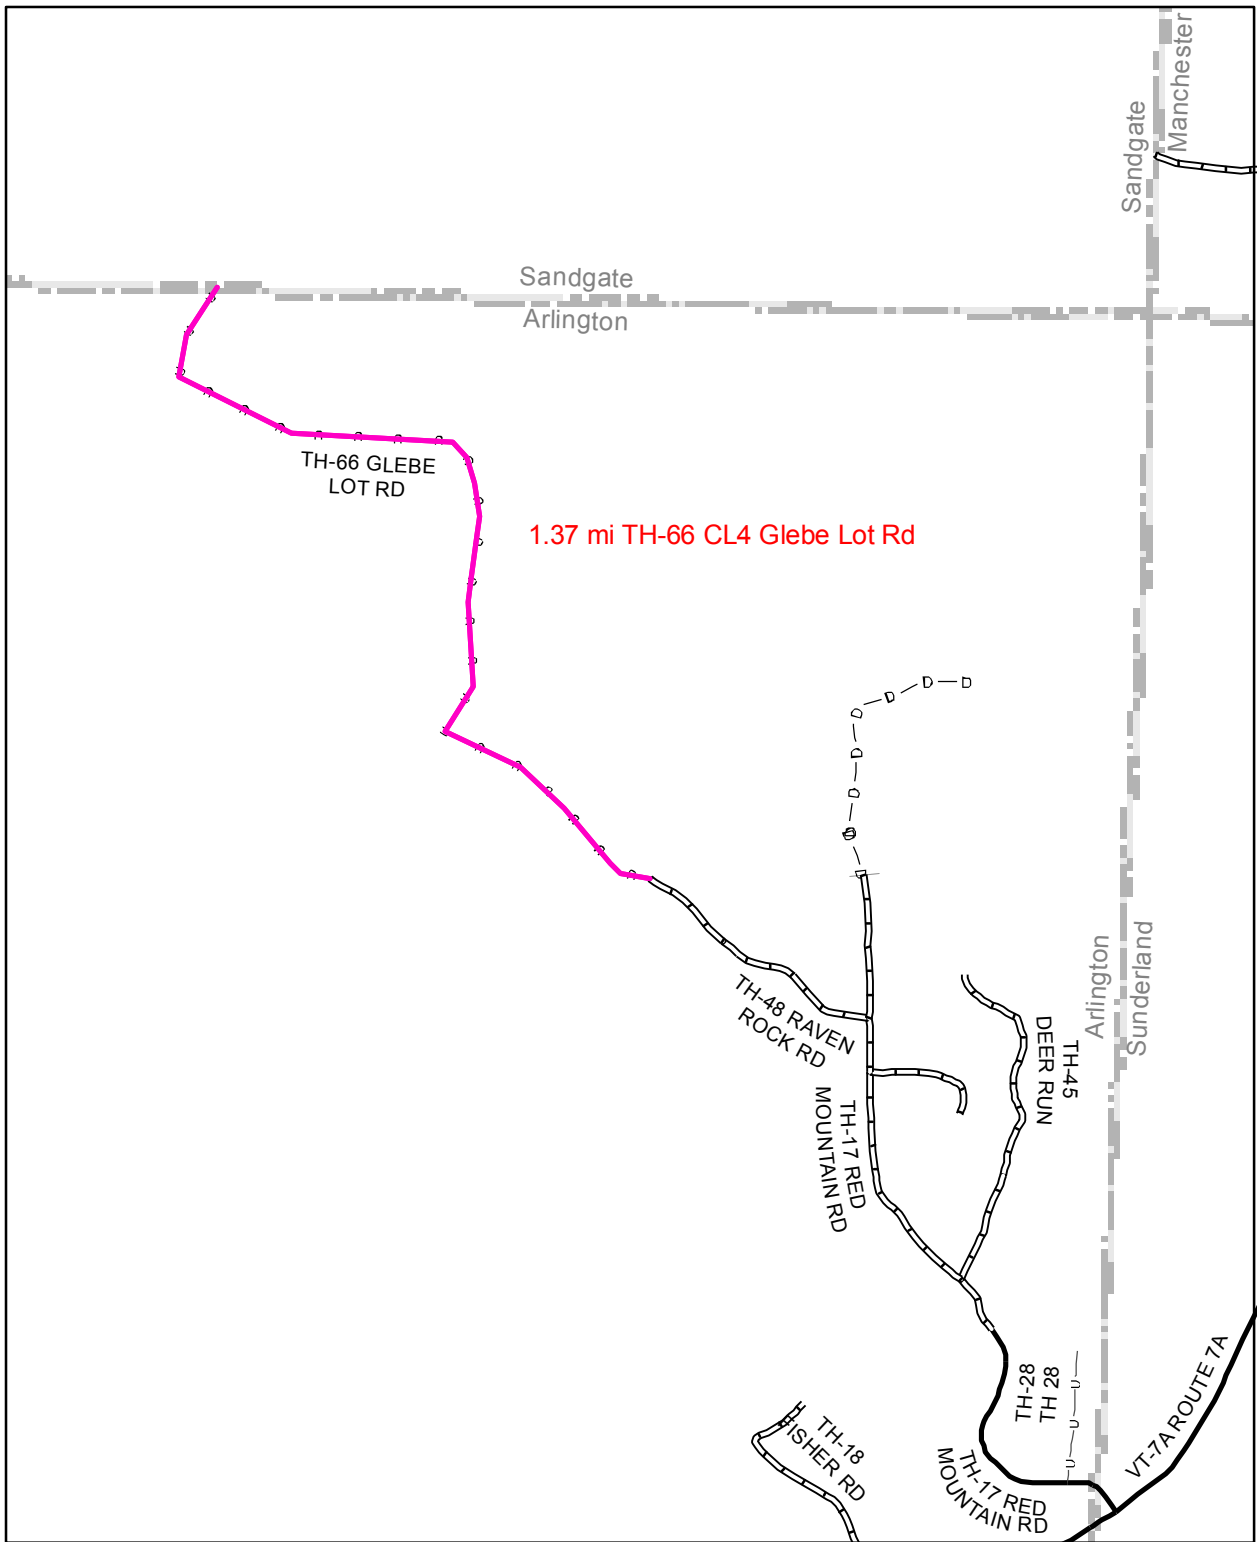 Manchester
Sandgate
Sandgate
Arlington
TH-66 GLEBE
LOT RD
1.37 mi TH-66 CL4 Glebe Lot Rd
Arlington
Sunderland
TH-48 RAVEN
ROCK RD
TH-45
DEER RUN
TH-17 RED
MOUNTAIN RD
TH-28
TH 28
VT-7A ROUTE 7A
TH-18
FISHER RD
TH-17 RED
MOUNTAIN RD